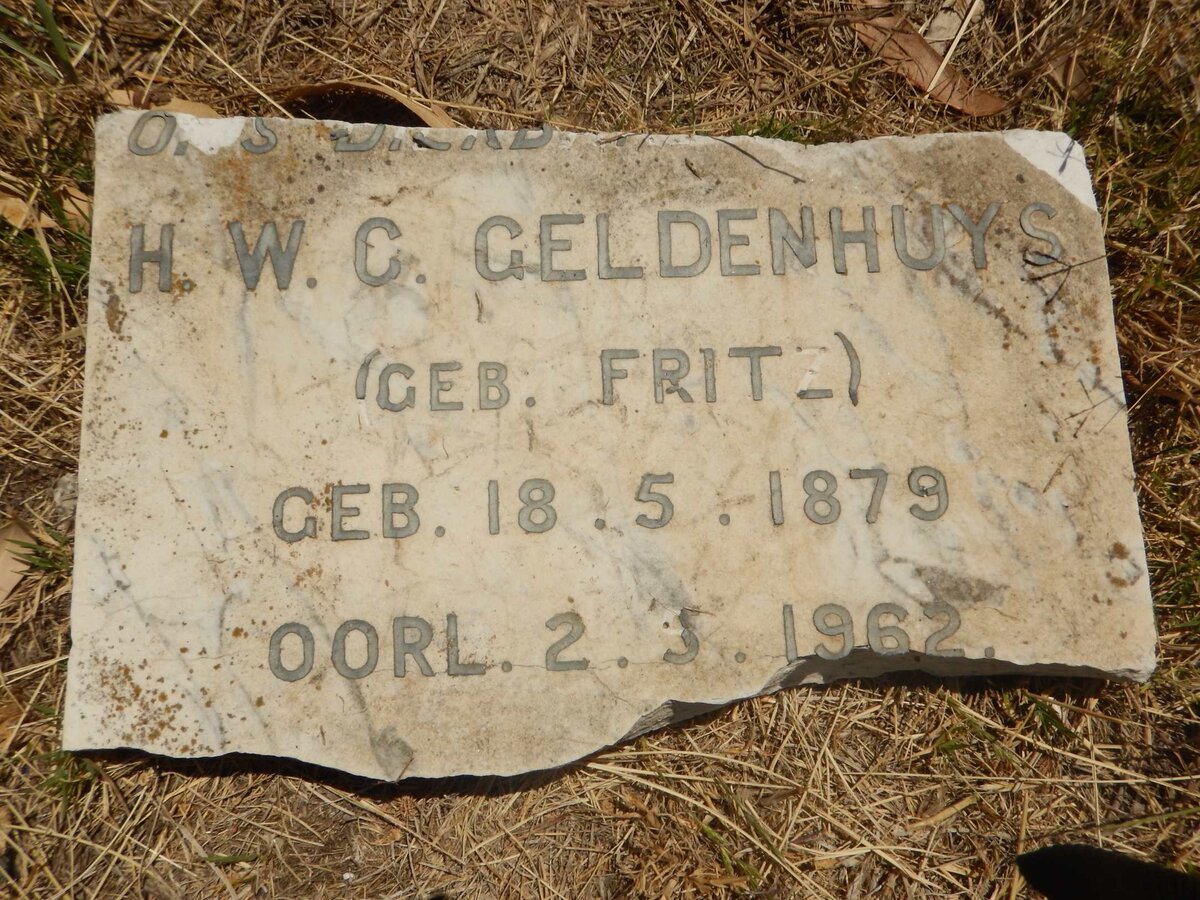 H. W. C. GELDENHUYS
(GEB. FRITZ)
GEB. 18.5.1879
OORL. 2.3.1962.